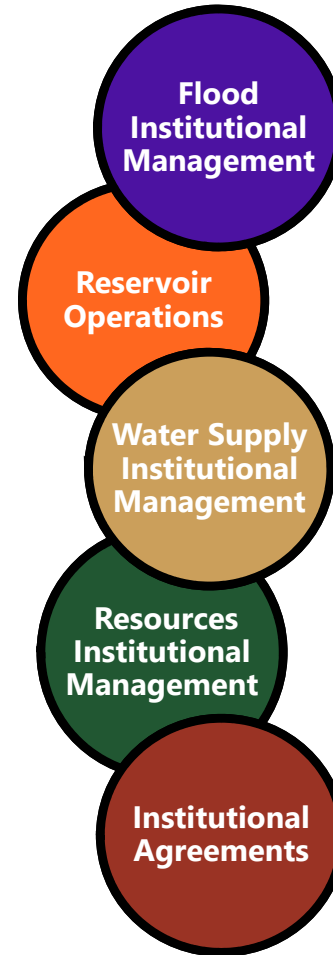 Flood
Institutional
Management
Reservoir
Operations
Water Supply
Institutional
Management
Resources
Institutional
Management
Institutional
Agreements